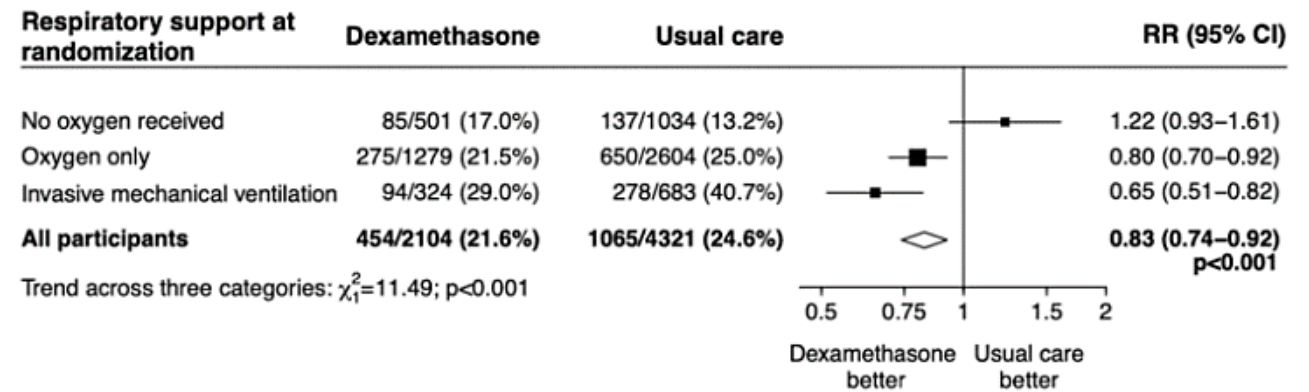 Respiratory support at randomization Dexamethasone Usual care RR (95% CI)
No oxygen received 85/501 (17.0%) 137/1034 (13.2%) 1.22 (0.93–1.61)
Oxygen only 275/1279 (21.5%) 650/2604 (25.0%) 0.80 (0.70–0.92)
Invasive mechanical ventilation 94/324 (29.0%) 278/683 (40.7%) 0.65 (0.51–0.82)
All participants 454/2104 (21.6%) 1065/4321 (24.6%) 0.83 (0.74–0.92)
p<0.001
Trend across three categories: χ²₁=11.49; p<0.001
0.5 0.75 1 1.5 2
Dexamethasone better Usual care better